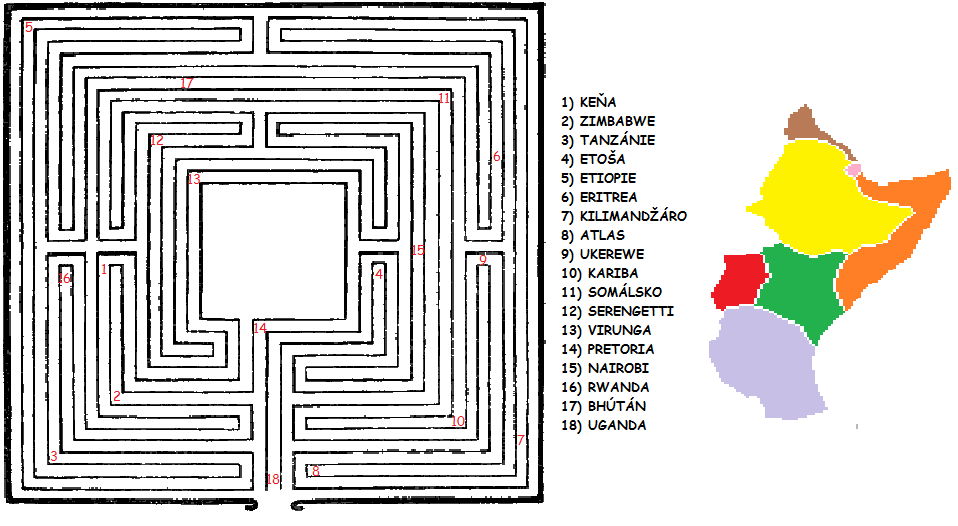 5
17
11
12
6
13
15
9
1
16
4
14
2
10
7
3
8
18
1) KEŇA
2) ZIMBABWE
3) TANZÁNIE
4) ETOŠA
5) ETIOPIE
6) ERITREA
7) KILIMANDŽÁRO
8) ATLAS
9) UKEREWE
10) KARIBA
11) SOMÁLSKO
12) SERENGETTI
13) VIRUNGA
14) PRETORIA
15) NAIROBI
16) RWANDA
17) BHÚTÁN
18) UGANDA